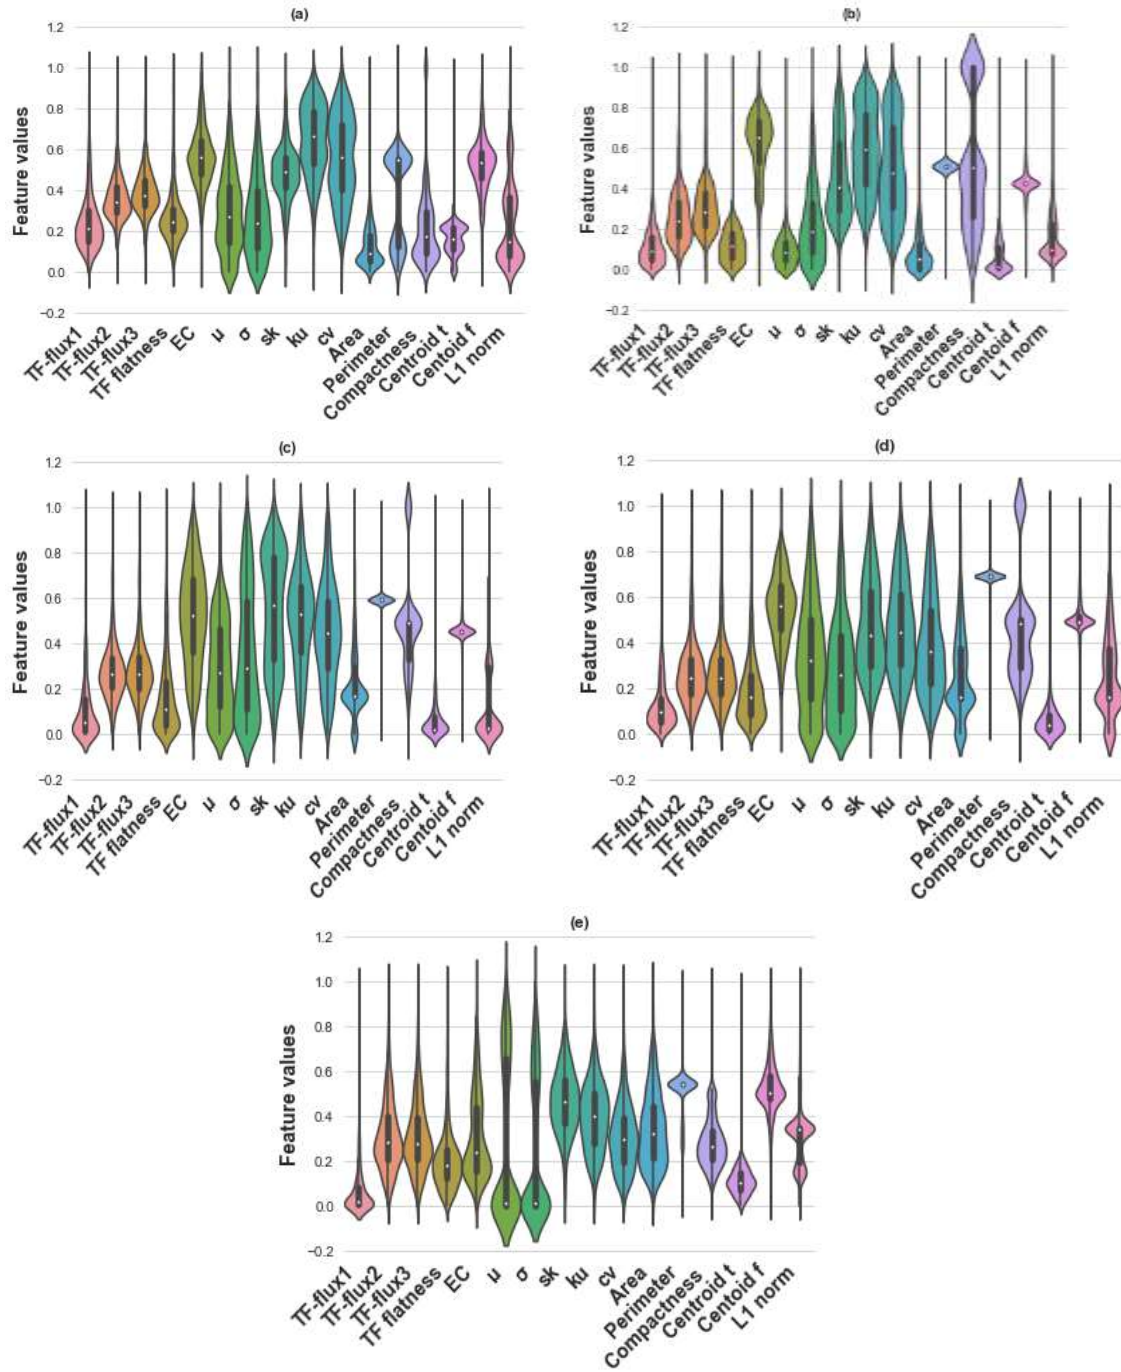 (a)
1.2
1.0
0.8
0.6
0.4
0.2
0.0
−0.2
Feature values
TF-flux1
TF-flux2
TF-flux3
TF flatness
EC
μ
σ
sk
ku
cv
Area
Perimeter
Compactness
Centroid t
Centoid f
L1 norm
(b)
1.2
1.0
0.8
0.6
0.4
0.2
0.0
−0.2
Feature values
TF-flux1
TF-flux2
TF-flux3
TF flatness
EC
μ
σ
sk
ku
cv
Area
Perimeter
Compactness
Centroid t
Centoid f
L1 norm
(c)
1.2
1.0
0.8
0.6
0.4
0.2
0.0
−0.2
Feature values
TF-flux1
TF-flux2
TF-flux3
TF flatness
EC
μ
σ
sk
ku
cv
Area
Perimeter
Compactness
Centroid t
Centoid f
L1 norm
(d)
1.2
1.0
0.8
0.6
0.4
0.2
0.0
−0.2
Feature values
TF-flux1
TF-flux2
TF-flux3
TF flatness
EC
μ
σ
sk
ku
cv
Area
Perimeter
Compactness
Centroid t
Centoid f
L1 norm
(e)
1.2
1.0
0.8
0.6
0.4
0.2
0.0
−0.2
Feature values
TF-flux1
TF-flux2
TF-flux3
TF flatness
EC
μ
σ
sk
ku
cv
Area
Perimeter
Compactness
Centroid t
Centoid f
L1 norm